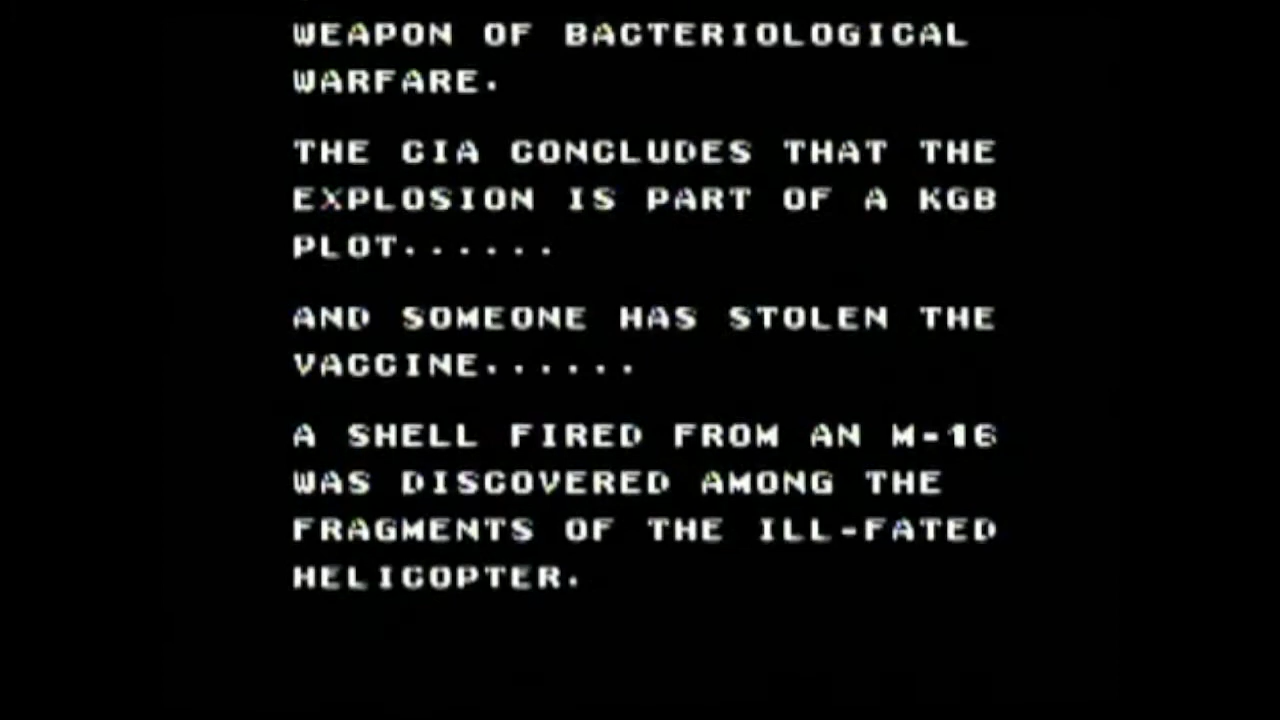 WEAPON OF BACTERIOLOGICAL
WARFARE.
THE CIA CONCLUDES THAT THE
EXPLOSION IS PART OF A KGB
PLOT......
AND SOMEONE HAS STOLEN THE
VACCINE......
A SHELL FIRED FROM AN M-16
WAS DISCOVERED AMONG THE
FRAGMENTS OF THE ILL-FATED
HELICOPTER.